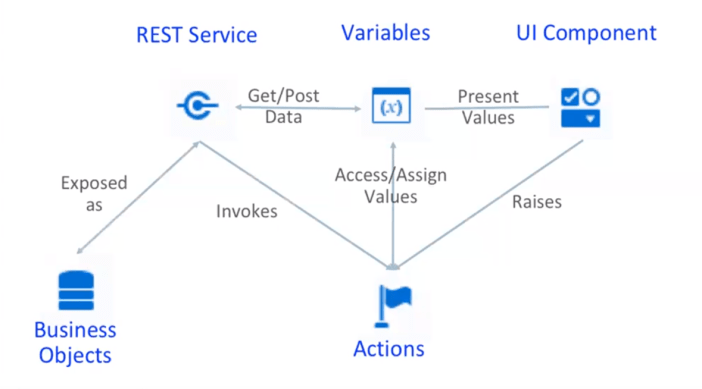 REST Service
Variables
UI Component
Get/Post
Data
(x)
Present
Values
Exposed
as
Invokes
Access/Assign
Values
Raises
Business
Objects
Actions